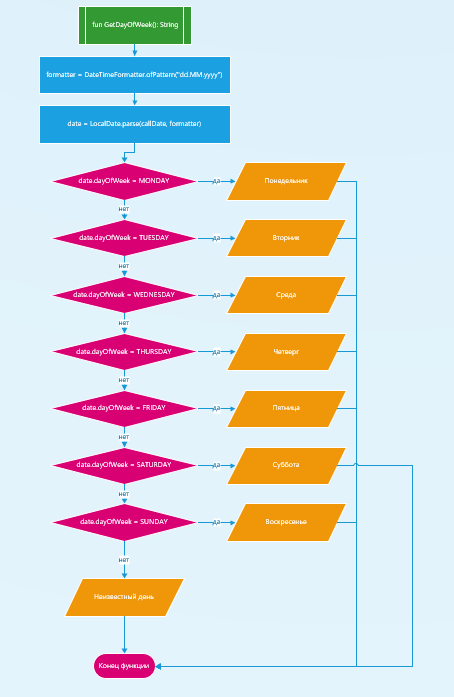 fun GetDayOfWeek(): String
formatter = DateTimeFormatter.ofPattern("dd.MM.yyyy")
date = LocalDate.parse(callDate, formatter)
date.dayOfWeek = MONDAY
да
Понедельник
нет
date.dayOfWeek = TUESDAY
да
Вторник
нет
date.dayOfWeek = WEDNESDAY
да
Среда
нет
date.dayOfWeek = THURSDAY
да
Четверг
нет
date.dayOfWeek = FRIDAY
да
Пятница
нет
date.dayOfWeek = SATURDAY
да
Суббота
нет
date.dayOfWeek = SUNDAY
да
Воскресенье
нет
Неизвестный день
Конец функции